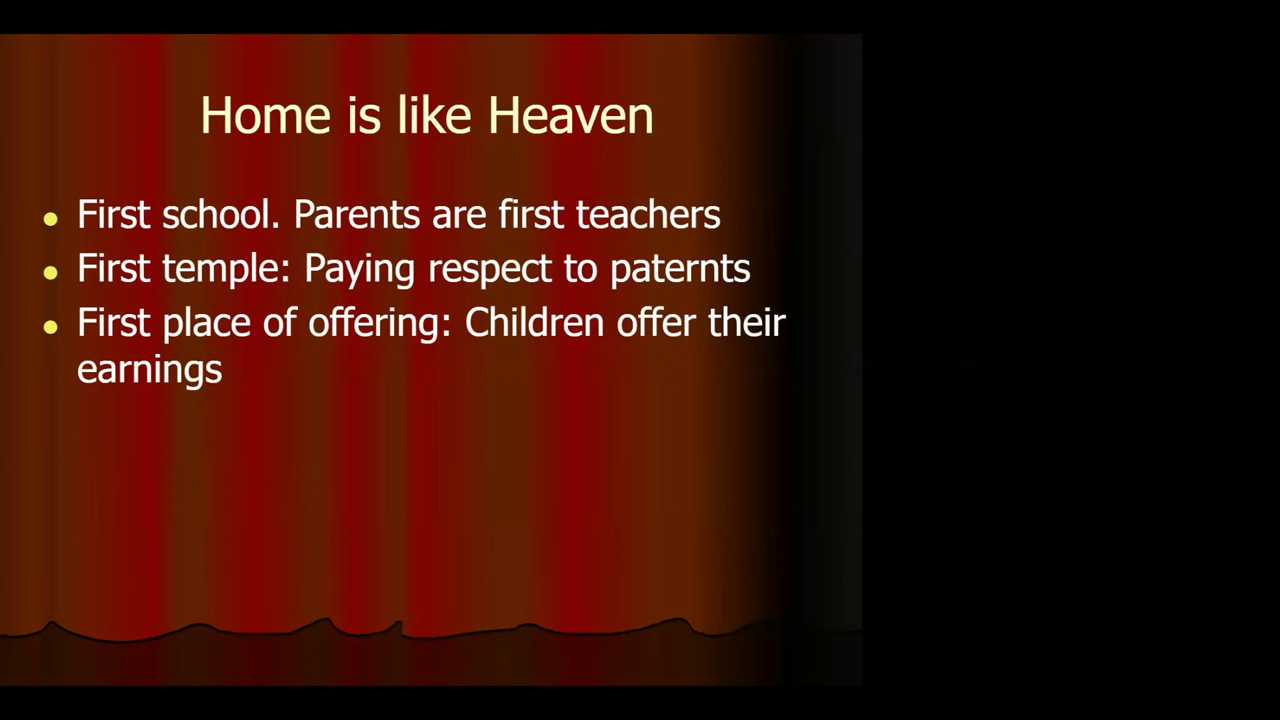 Home is like Heaven
First school. Parents are first teachers
First temple: Paying respect to paternts
First place of offering: Children offer their
earnings